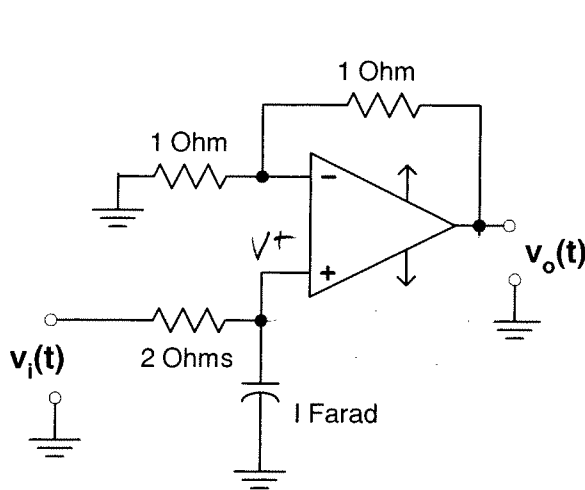 1 Ohm
1 Ohm
−
V+
+
vo(t)
vi(t)
2 Ohms
I Farad